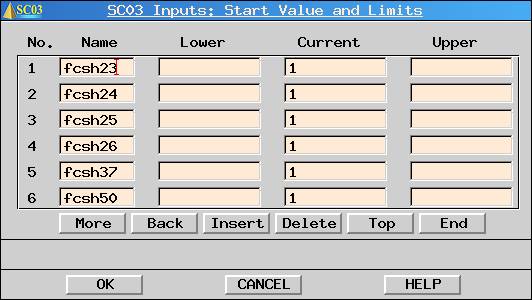 SC03 SC03 Inputs: Start Value and Limits
No. Name Lower Current Upper
1 fcsh23 1
2 fcsh24 1
3 fcsh25 1
4 fcsh26 1
5 fcsh37 1
6 fcsh50 1
More Back Insert Delete Top End
OK CANCEL HELP